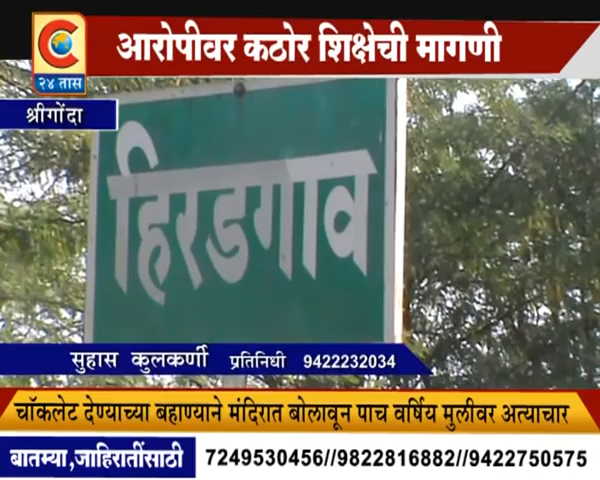 आरोपीवर कठोर शिक्षेची मागणी
C
२४ तास
श्रीगोंदा
हिरडगाव
सुहास कुलकर्णी प्रतिनिधी 9422232034
चॉकलेट देण्याच्या बहाण्याने मंदिरात बोलावून पाच वर्षिय मुलीवर अत्याचार
बातम्या,जाहिरातींसाठी 7249530456//9822816882//9422750575